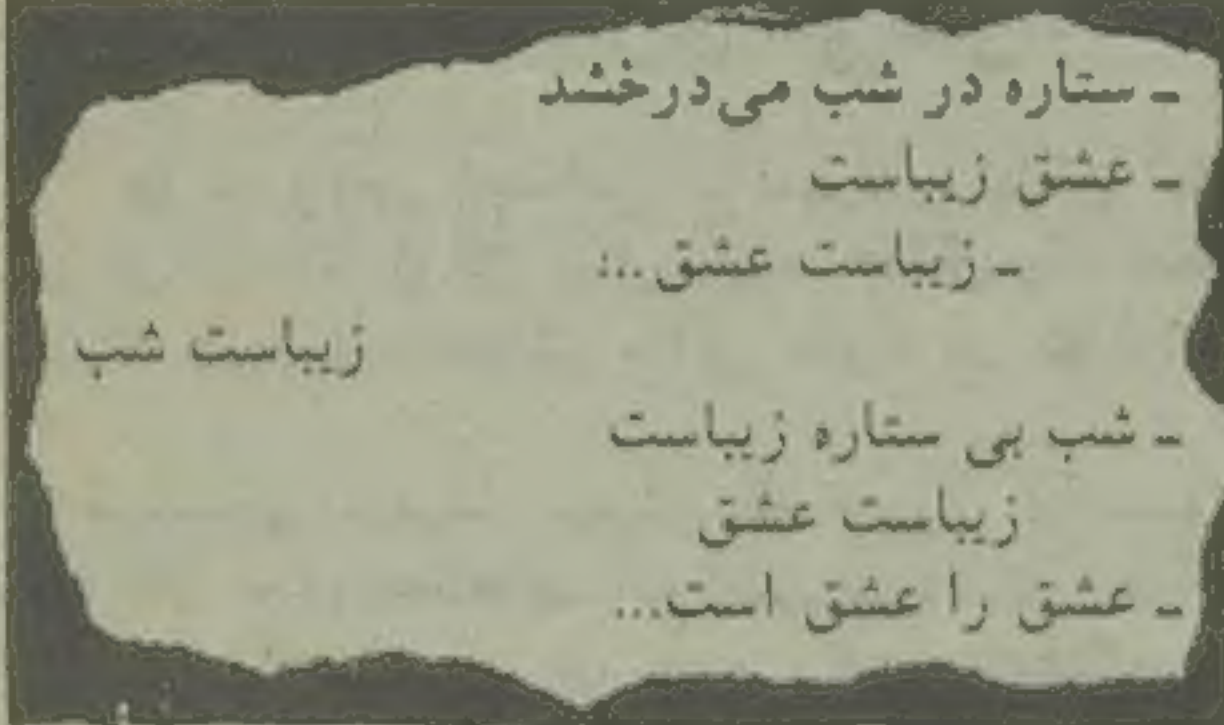 ـ ستاره در شب می‌درخشد
ـ عشق زیباست
ـ زیباست عشق...:
زیباست شب
ـ شب بی ستاره زیباست
زیباست عشق
ـ عشق را عشق است...